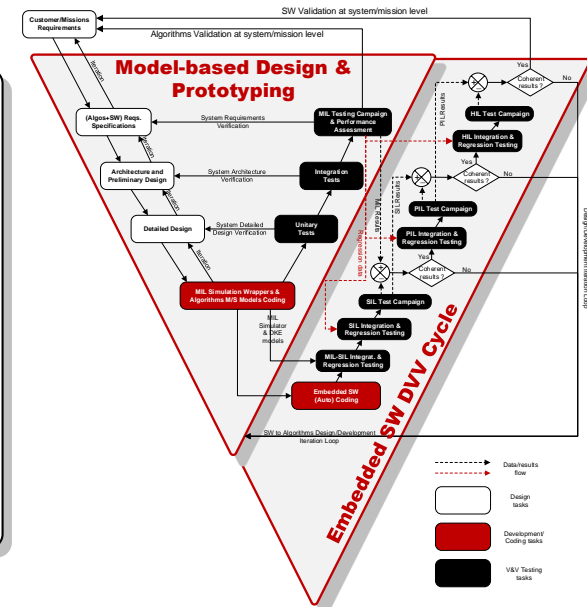 SW Validation at system/mission level
Customer/Missions
Requirements
Algorithms Validation at system/mission level
Model-based Design &
Prototyping
Iteration
(Algos+SW) Reqs.
Specifications
System Requirements
Verification
MIL Testing Campaign
& Performance
Assessment
Iteration
Architecture and
Preliminary Design
System Architecture
Verification
Integration
Tests
Iteration
Detailed Design
System Detailed
Design Verification
Unitary
Tests
Iteration
MIL Simulation Wrappers &
Algorithms M/S Models Coding
MIL
Simulator
& DKE
models
Yes
Coherent
results ?
No
PIL Results
HIL Test Campaign
HIL Integration &
Regression Testing
Yes
Coherent
results ?
No
SIL Results
PIL Test Campaign
PIL Integration &
Regression Testing
MIL Results
Regression data
Yes
Coherent
results ?
No
SIL Test Campaign
SIL Integration &
Regression Testing
MIL-SIL Integrat. &
Regression Testing
Embedded SW
(Auto) Coding
Design/Development Iteration Loop
SW to Algorithms Design/Development
Iteration Loop
Embedded SW DVV Cycle
Data/results
flow
Design
tasks
Development/
Coding tasks
V&V Testing
tasks